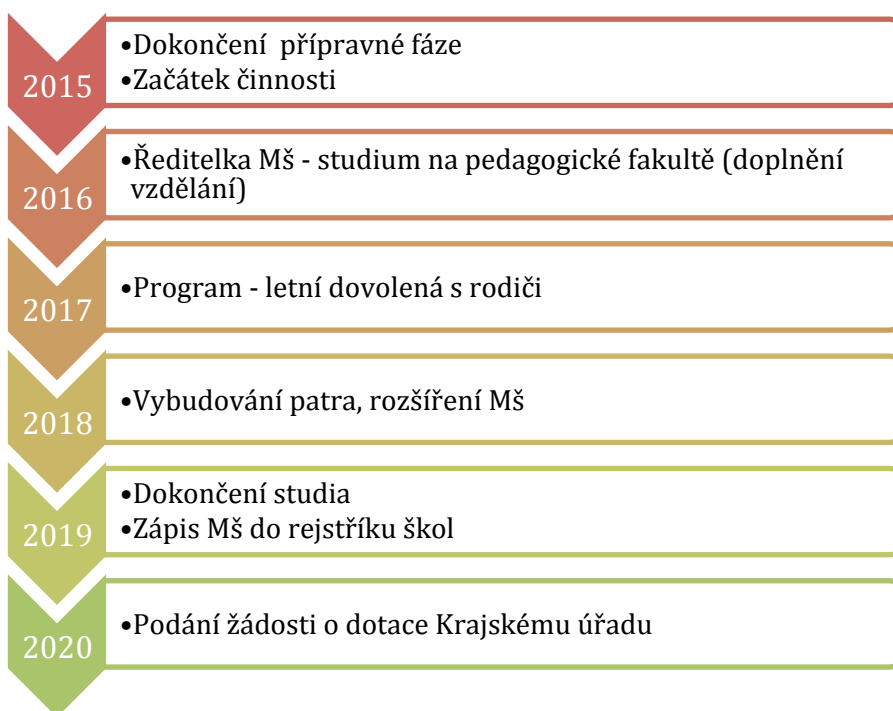 2015
•Dokončení přípravné fáze
•Začátek činnosti
2016
•Ředitelka Mš - studium na pedagogické fakultě (doplnění
vzdělání)
2017
•Program - letní dovolená s rodiči
2018
•Vybudování patra, rozšíření Mš
2019
•Dokončení studia
•Zápis Mš do rejstříku škol
2020
•Podání žádosti o dotace Krajskému úřadu